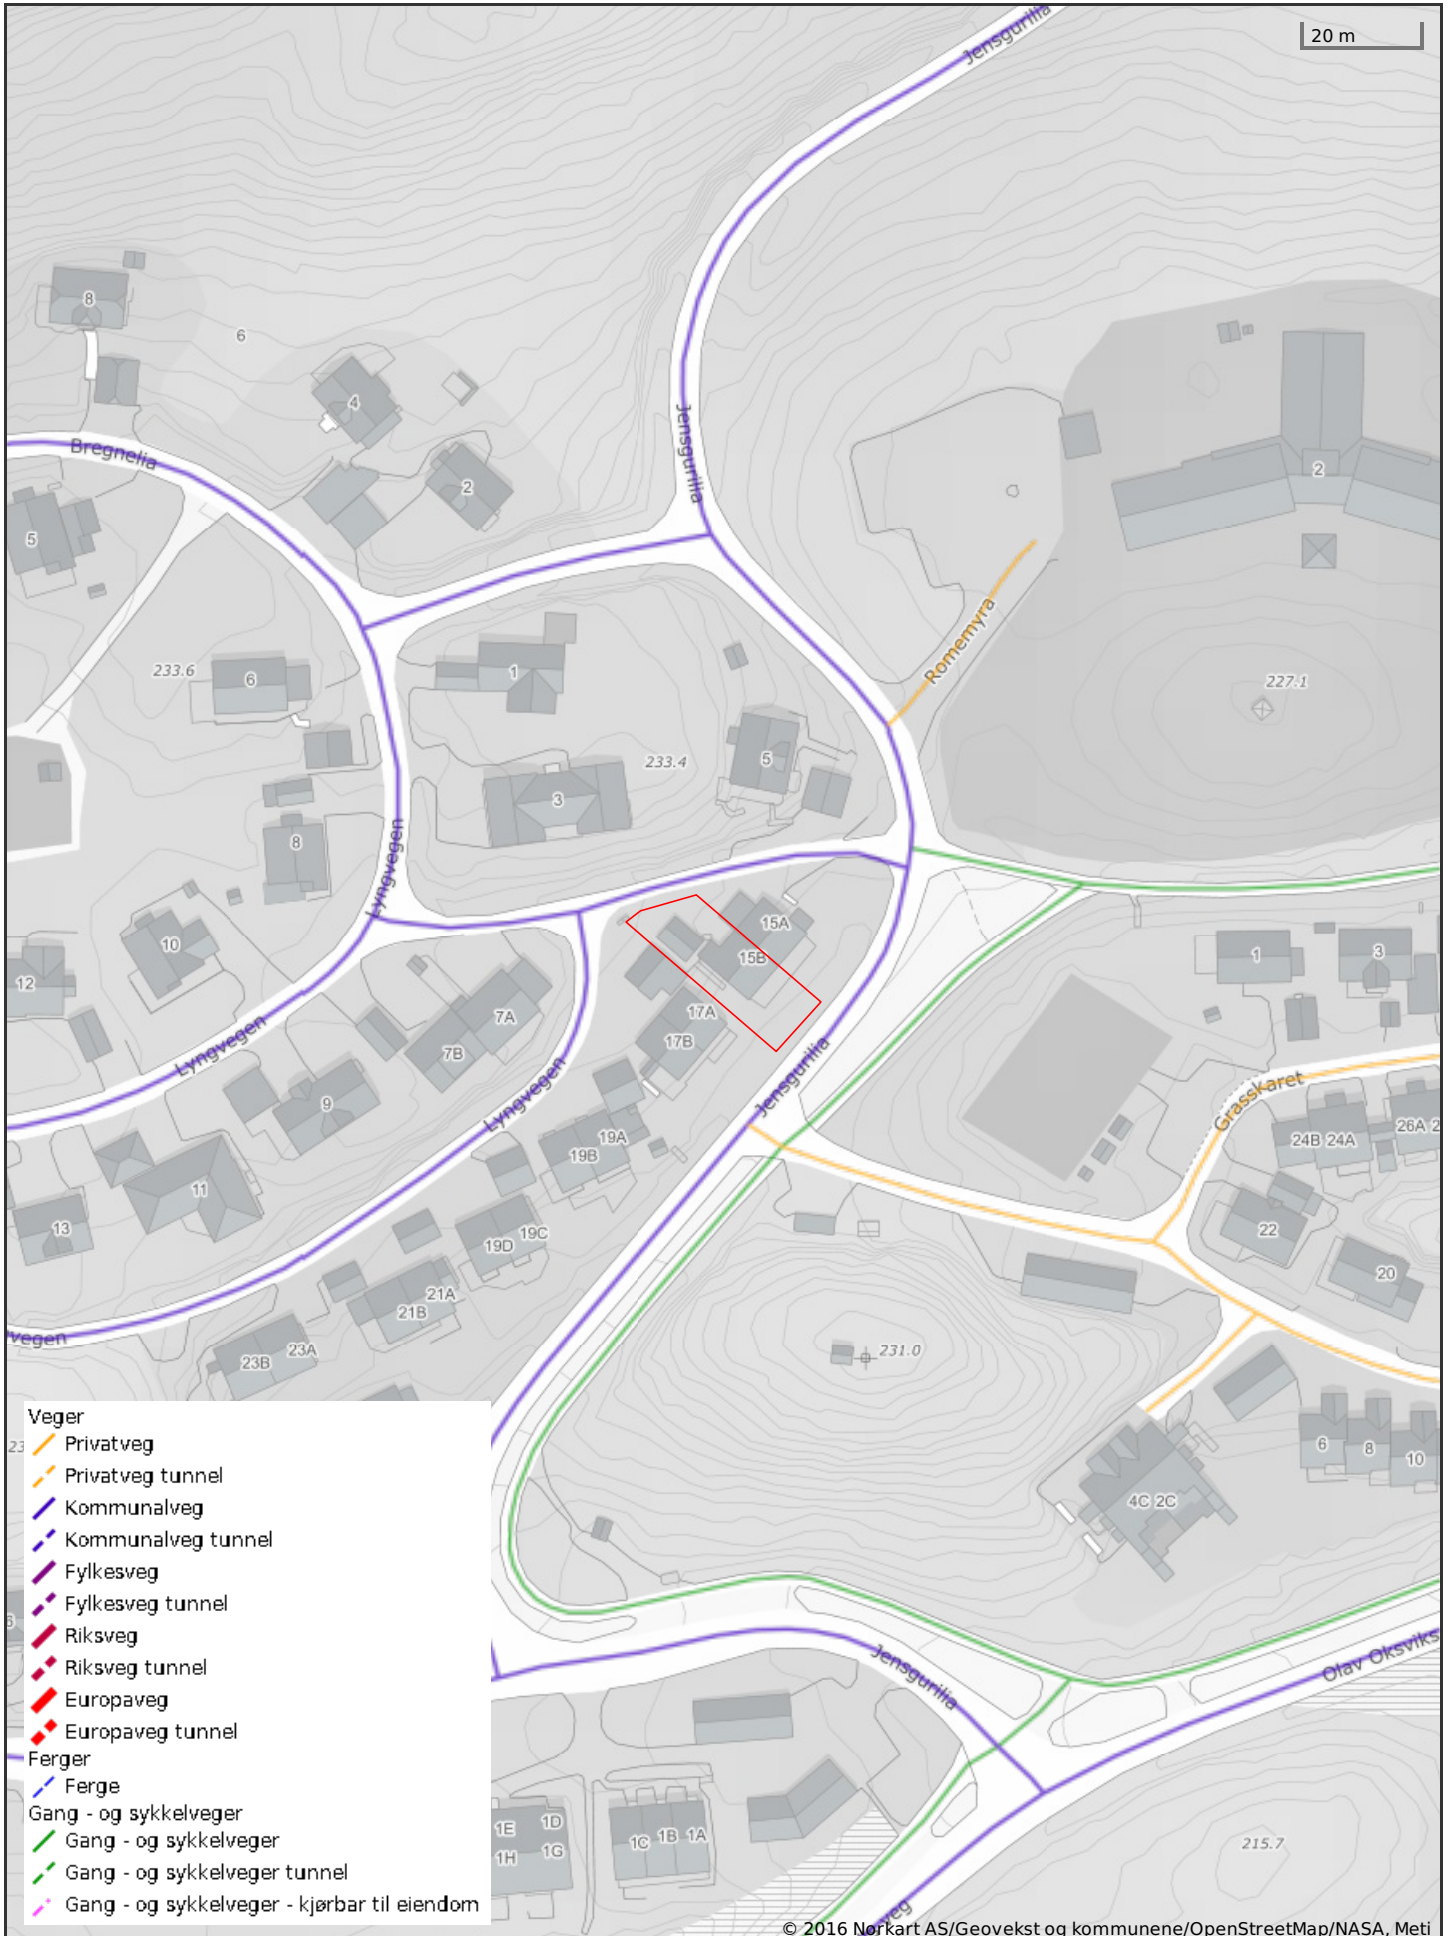 Jensgurilia
20 m
8
6
4
Jensgurilia
Bregnelia
2
2
5
Romemyra
233.6
6
1
227.1
233.4
5
3
8
Lyngvegen
15A
10
15B
1
3
12
7A
17A
17B
7B
Lyngvegen
Lyngvegen
Jensgurilia
Grasskaret
9
19A
24B 24A
26A 2
19B
11
13
22
19C
19D
20
21A
21B
vegen
23A
23B
231.0
Veger
Privatveg
Privatveg tunnel
Kommunalveg
Kommunalveg tunnel
Fylkesveg
Fylkesveg tunnel
Riksveg
Riksveg tunnel
Europaveg
Europaveg tunnel
Ferger
Ferge
Gang - og sykkelveger
Gang - og sykkelveger
Gang - og sykkelveger tunnel
Gang - og sykkelveger - kjørbar til eiendom
23
6
8
10
4C 2C
Jensgurilia
Olav Oksviks
1E
1D
1H
1G
1C
1B
1A
215.7
veg
© 2016 Norkart AS/Geovekst og kommunene/OpenStreetMap/NASA, Meti